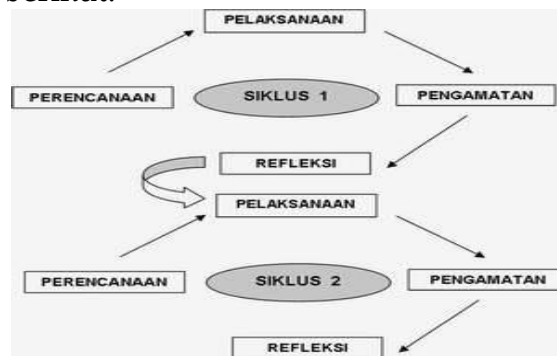 PELAKSANAAN
PERENCANAAN
SIKLUS 1
PENGAMATAN
REFLEKSI
PELAKSANAAN
PERENCANAAN
SIKLUS 2
PENGAMATAN
REFLEKSI